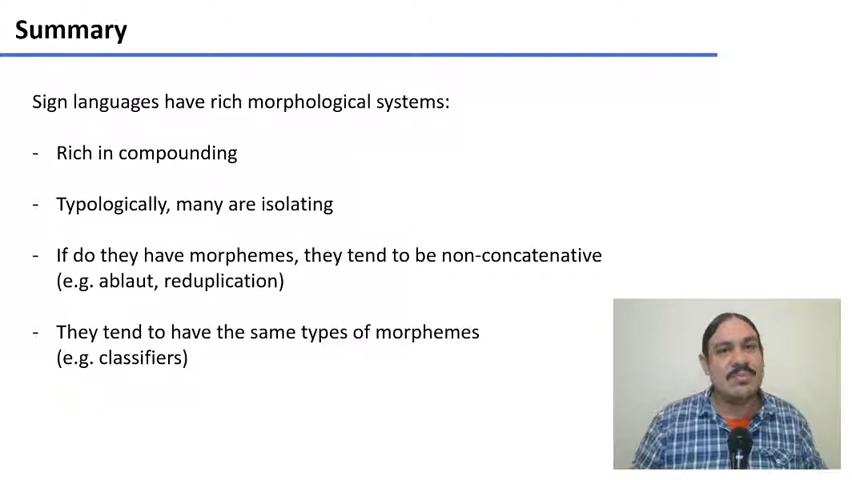 Summary
Sign languages have rich morphological systems:
- Rich in compounding
- Typologically, many are isolating
- If do they have morphemes, they tend to be non-concatenative
(e.g. ablaut, reduplication)
- They tend to have the same types of morphemes
(e.g. classifiers)